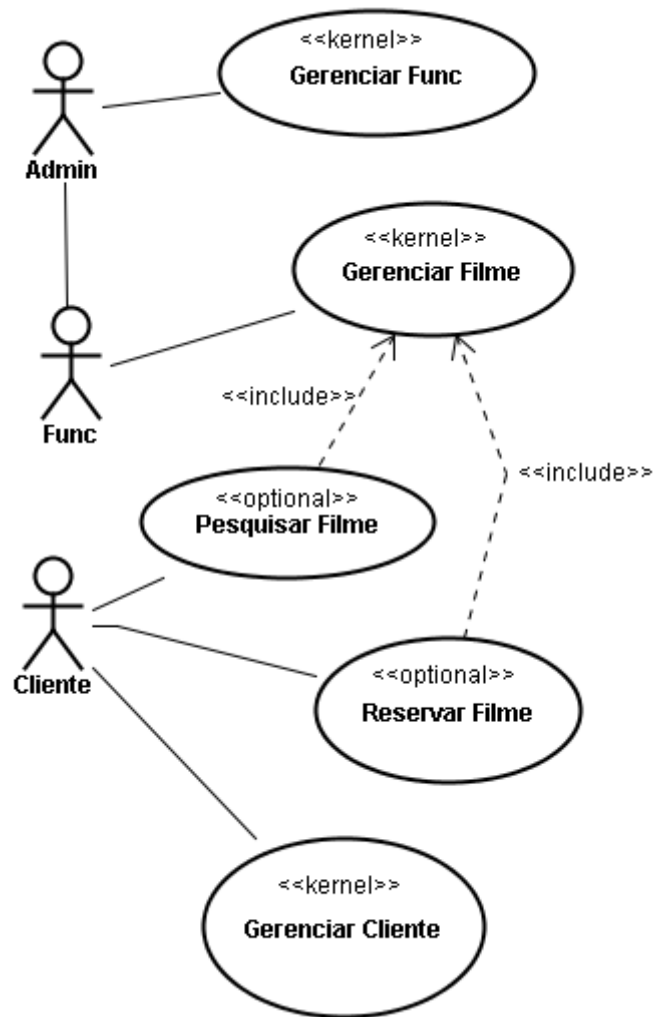 <<kernel>>
Gerenciar Func
Admin
<<kernel>>
Gerenciar Filme
Func
<<include>>
<<include>>
<<optional>>
Pesquisar Filme
Cliente
<<optional>>
Reservar Filme
<<kernel>>
Gerenciar Cliente